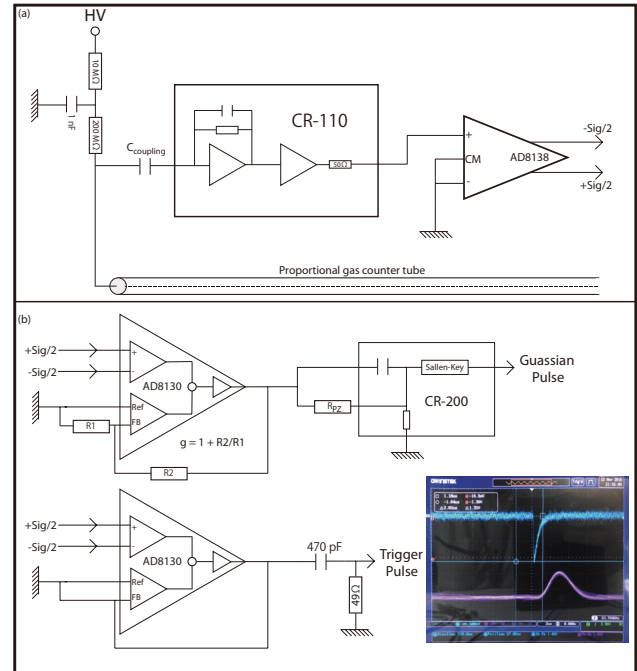 (a)
HV
10 MΩ
1 nF
200 MΩ
Ccoupling
CR-110
50Ω
+
CM
-
AD8138
-Sig/2
+Sig/2
Proportional gas counter tube
(b)
+Sig/2
-Sig/2
+
-
AD8130
Ref
FB
R1
g = 1 + R2/R1
R2
RPZ
Sallen-Key
CR-200
Guassian
Pulse
+Sig/2
-Sig/2
+
-
AD8130
Ref
FB
470 pF
49Ω
Trigger
Pulse
GWINSTEK